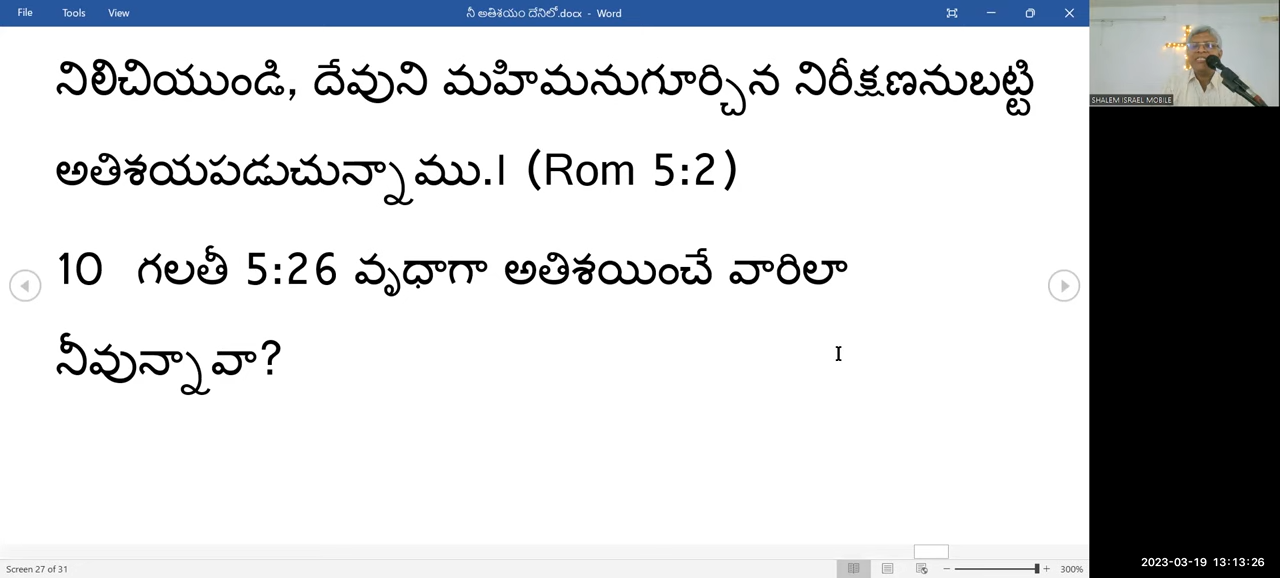 File Tools View నీ అతిశయం దేనిలో.docx - Word
నిలిచియుండి, దేవుని మహిమనుగూర్చిన నిరీక్షణనుబట్టి
అతిశయపడుచున్నాము.| (Rom 5:2)
10 గలతీ 5:26 వృధాగా అతిశయించే వారిలా
నీవున్నావా?
SHALEM ISRAEL MOBILE
2023-03-19 13:13:26
Screen 27 of 31
300%